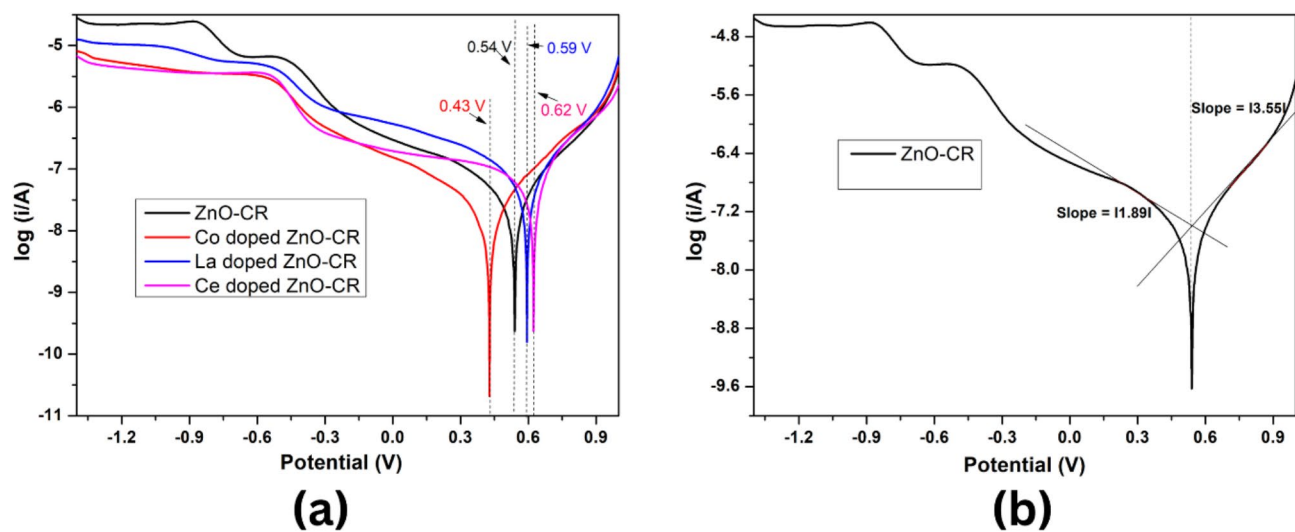 log (i/A)
-5
-6
-7
-8
-9
-10
-11
-1.2
-0.9
-0.6
-0.3
0.0
0.3
0.6
0.9
Potential (V)
0.54 V
0.59 V
0.43 V
0.62 V
ZnO-CR
Co doped ZnO-CR
La doped ZnO-CR
Ce doped ZnO-CR
(a)
log (i/A)
-4.8
-5.6
-6.4
-7.2
-8.0
-8.8
-9.6
-1.2
-0.9
-0.6
-0.3
0.0
0.3
0.6
0.9
Potential (V)
Slope = I3.55I
ZnO-CR
Slope = I1.89I
(b)